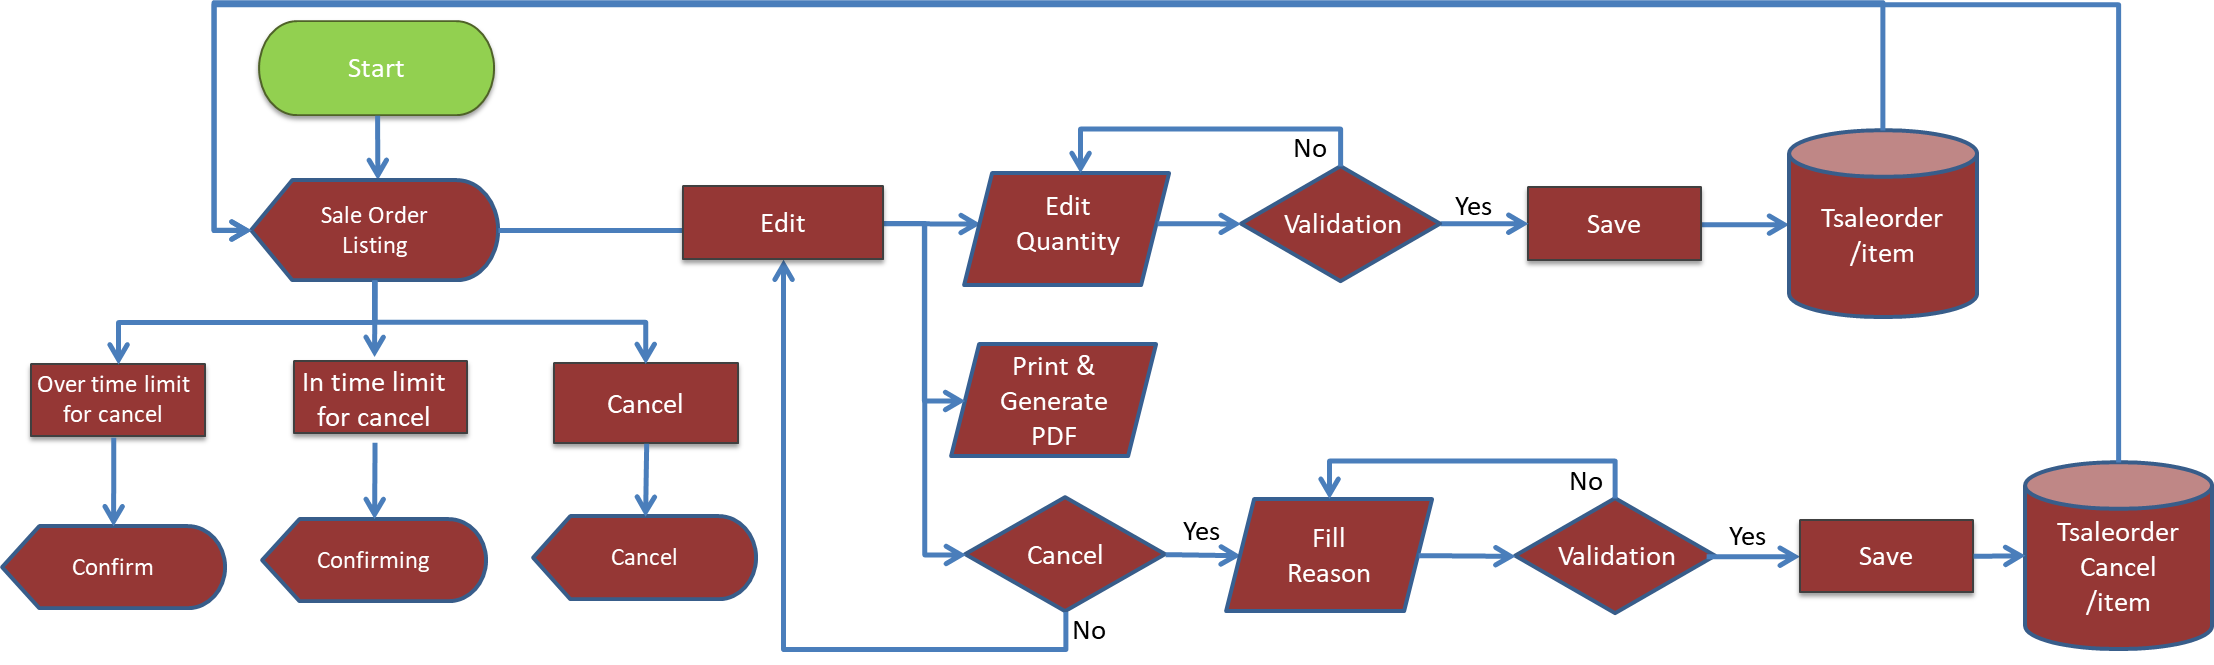 Start
Sale Order
Listing
Edit
Edit
Quantity
No
Validation
Yes
Save
Tsaleorder
/item
Over time limit
for cancel
In time limit
for cancel
Cancel
Print &
Generate
PDF
Confirm
Confirming
Cancel
Cancel
No
Yes
Fill
Reason
No
Validation
Yes
Save
Tsaleorder
Cancel
/item